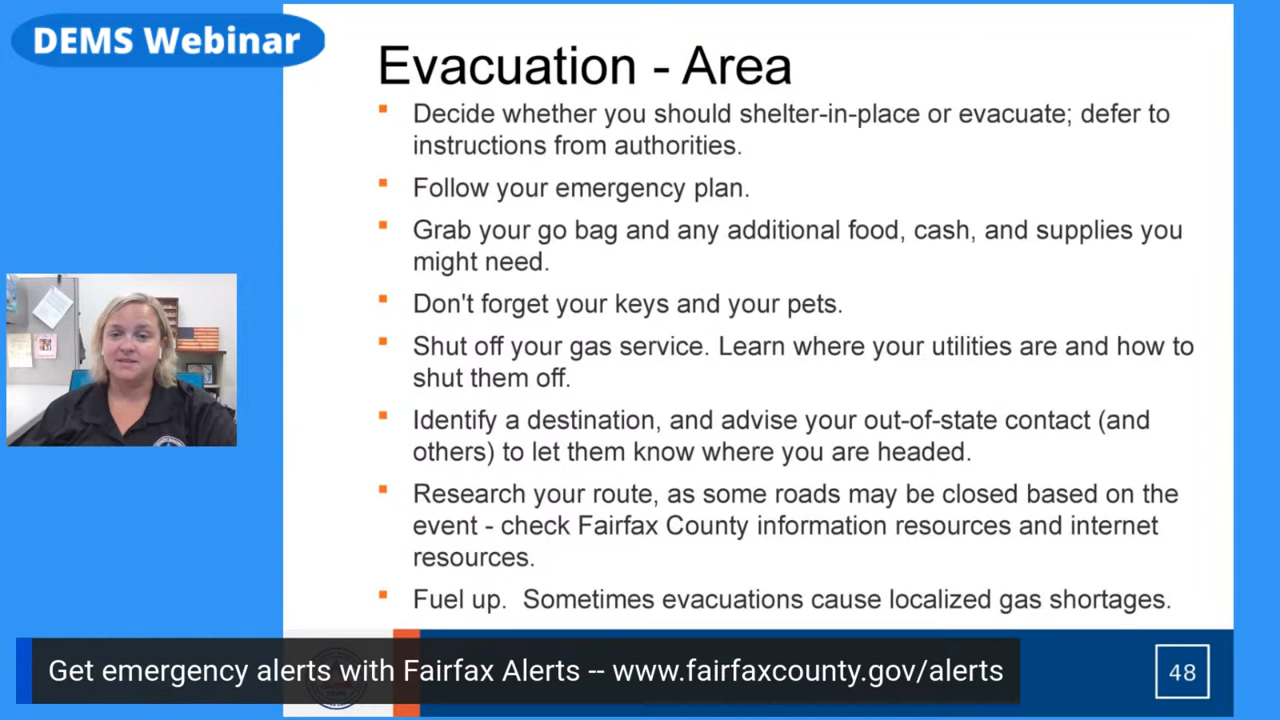 DEMS Webinar
Evacuation - Area
Decide whether you should shelter-in-place or evacuate; defer to
instructions from authorities.
Follow your emergency plan.
Grab your go bag and any additional food, cash, and supplies you
might need.
Don't forget your keys and your pets.
Shut off your gas service. Learn where your utilities are and how to
shut them off.
Identify a destination, and advise your out-of-state contact (and
others) to let them know where you are headed.
Research your route, as some roads may be closed based on the
event - check Fairfax County information resources and internet
resources.
Fuel up.  Sometimes evacuations cause localized gas shortages.
Get emergency alerts with Fairfax Alerts -- www.fairfaxcounty.gov/alerts
48